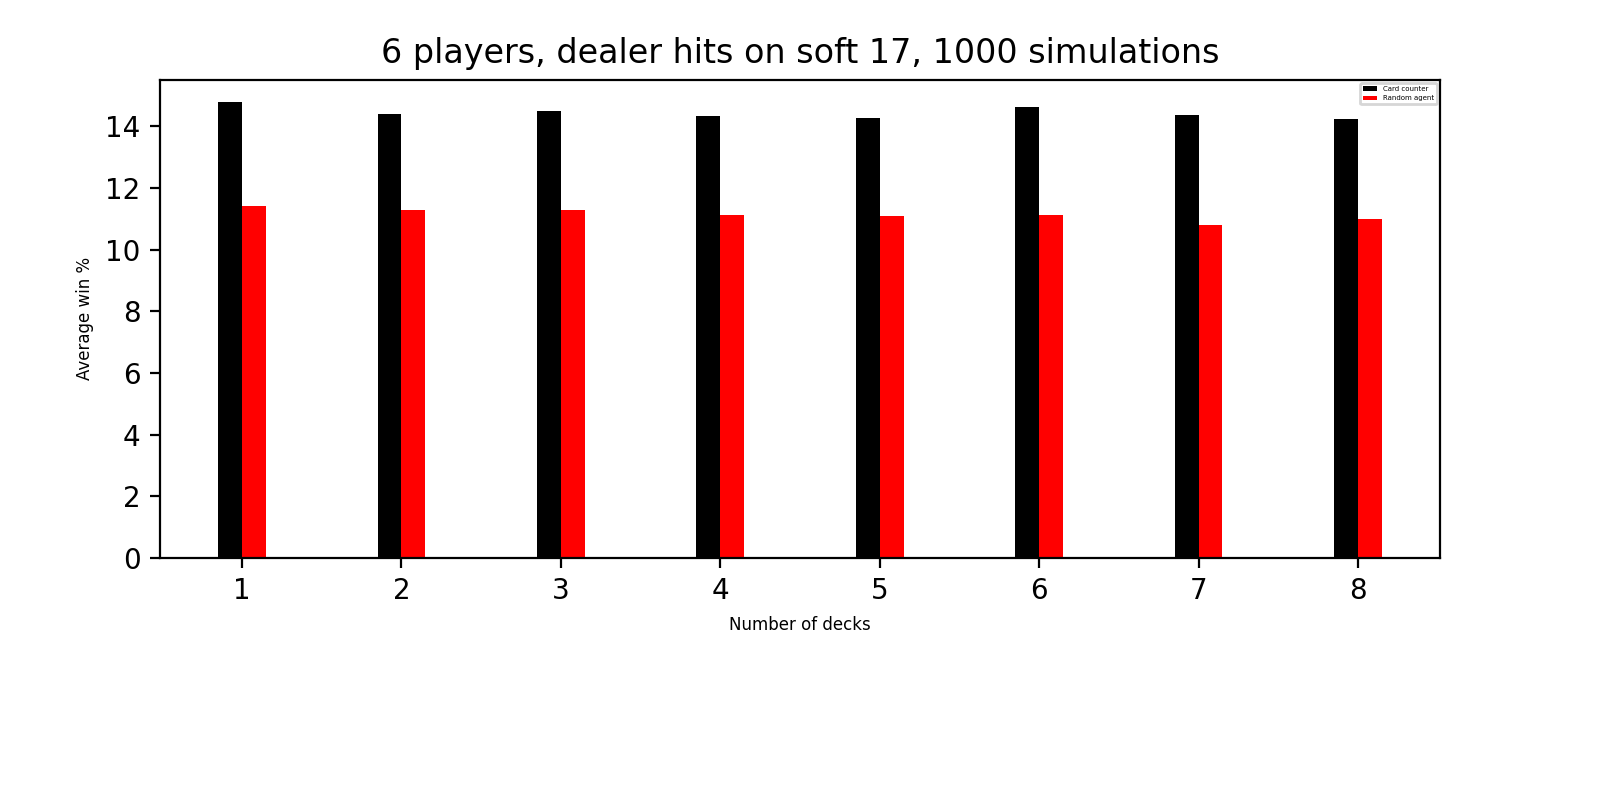 6 players, dealer hits on soft 17, 1000 simulations
Card counter
Random agent
14
12
10
8
6
4
2
0
Average win %
1 2 3 4 5 6 7 8
Number of decks